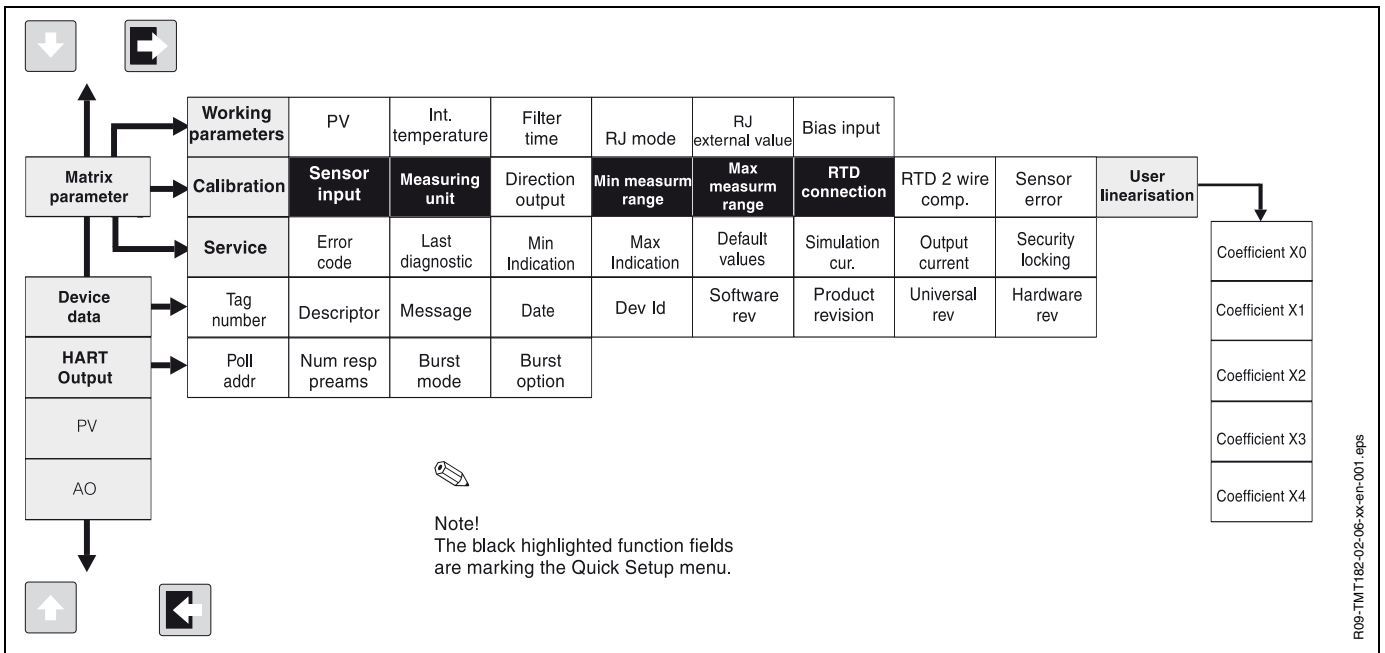 Working
parameters
PV
Int.
temperature
Filter
time
RJ mode
RJ
external value
Bias input
Matrix
parameter
Calibration
Sensor
input
Measuring
unit
Direction
output
Min measurm
range
Max
measurm
range
RTD
connection
RTD 2 wire
comp.
Sensor
error
User
linearisation
Service
Error
code
Last
diagnostic
Min
Indication
Max
Indication
Default
values
Simulation
cur.
Output
current
Security
locking
Device
data
Tag
number
Descriptor
Message
Date
Dev Id
Software
rev
Product
revision
Universal
rev
Hardware
rev
HART
Output
Poll
addr
Num resp
preams
Burst
mode
Burst
option
PV
AO
Coefficient X0
Coefficient X1
Coefficient X2
Coefficient X3
Coefficient X4
Note!
The black highlighted function fields
are marking the Quick Setup menu.
R09-TMT182-02-06-xx-en-001.eps